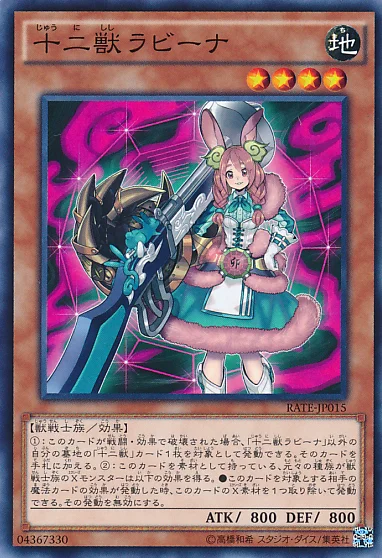 じゅうにしし
十二獣ラビーナ
ち
地
卯
RATE-JP015
【獣戦士族/効果】
①:このカードが戦闘・効果で破壊された場合、「十二獣ラビーナ」以外の
自分の墓地の「十二獣」カード1枚を対象として発動できる。そのカードを
手札に加える。②:このカードを素材として持っている、元々の種族が獣
戦士族のXモンスターは以下の効果を得る。●このカードを対象とする相手の
魔法カードの効果が発動した時、このカードのX素材を1つ取り除いて発動で
きる。その発動を無効にする。
ATK/ 800 DEF/ 800
04367330
©高橋和希 スタジオ・ダイス/集英社